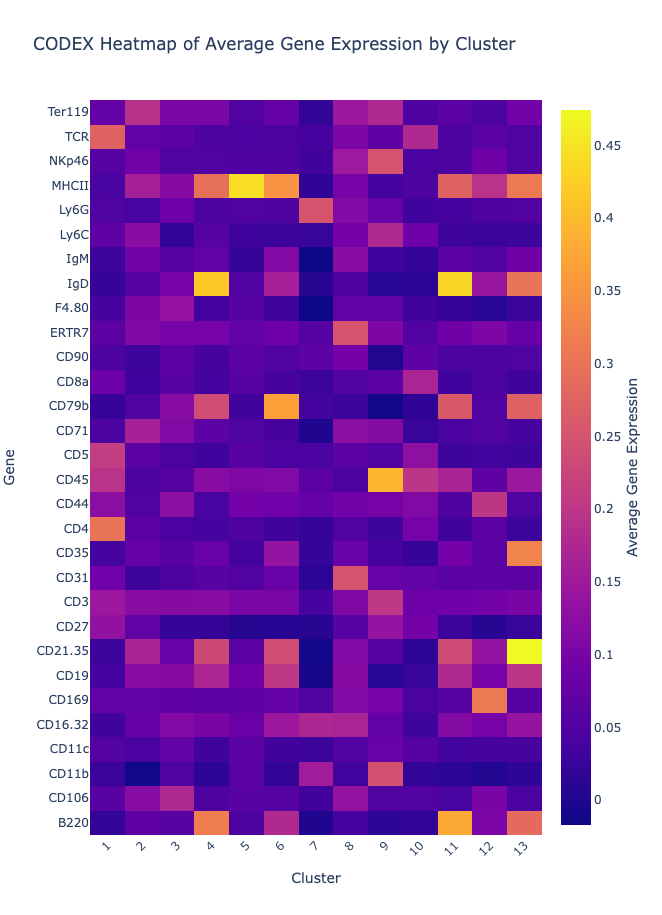 CODEX Heatmap of Average Gene Expression by Cluster
Ter119
TCR
NKp46
MHCII
Ly6G
Ly6C
IgM
IgD
F4.80
ERTR7
CD90
CD8a
CD79b
CD71
CD5
CD45
CD44
CD4
CD35
CD31
CD3
CD27
CD21.35
CD19
CD169
CD16.32
CD11c
CD11b
CD106
B220
Gene
1 2 3 4 5 6 7 8 9 10 11 12 13
Cluster
0.45
0.4
0.35
0.3
0.25
0.2
0.15
0.1
0.05
0
Average Gene Expression